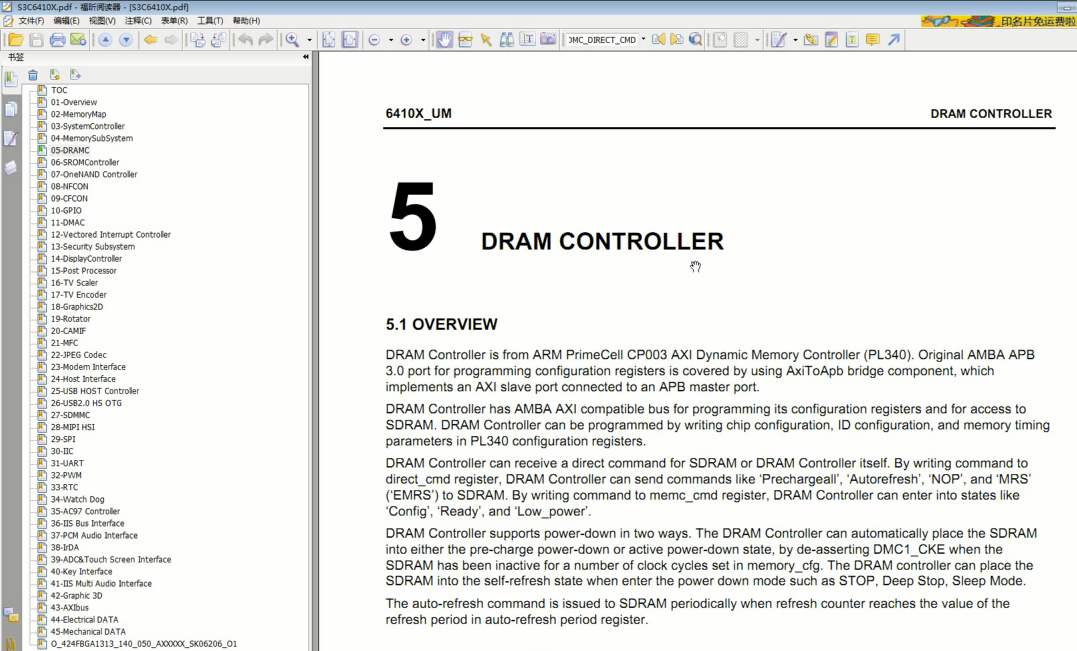 S3C6410X.pdf - 福昕阅读器 - [S3C6410X.pdf]
文件(F) 编辑(E) 视图(V) 注释(C) 表单(R) 工具(T) 帮助(H)
印名片免运费啦
DMC_DIRECT_CMD
书签
TOC
01-Overview
02-MemoryMap
03-SystemController
04-MemorySubSystem
05-DRAMC
06-SROMController
07-OneNAND Controller
08-NFCON
09-CFCON
10-GPIO
11-DMAC
12-Vectored Interrupt Controller
13-Security Subsystem
14-DisplayController
15-Post Processor
16-TV Scaler
17-TV Encoder
18-Graphics2D
19-Rotator
20-CAMIF
21-MFC
22-JPEG Codec
23-Modem Interface
24-Host Interface
25-USB HOST Controller
26-USB2.0 HS OTG
27-SDMMC
28-MIPI HSI
29-SPI
30-IIC
31-UART
32-PWM
33-RTC
34-Watch Dog
35-AC97 Controller
36-IIS Bus Interface
37-PCM Audio Interface
38-IrDA
39-ADC&Touch Screen Interface
40-Key Interface
41-IIS Multi Audio Interface
42-Graphic 3D
43-AXIbus
44-Electrical DATA
45-Mechanical DATA
O_424FBGA1313_140_050_AXXXXX_SK06206_O1
6410X_UM DRAM CONTROLLER
5
DRAM CONTROLLER
5.1 OVERVIEW
DRAM Controller is from ARM PrimeCell CP003 AXI Dynamic Memory Controller (PL340). Original AMBA APB
3.0 port for programming configuration registers is covered by using AxiToApb bridge component, which
implements an AXI slave port connected to an APB master port.
DRAM Controller has AMBA AXI compatible bus for programming its configuration registers and for access to
SDRAM. DRAM Controller can be programmed by writing chip configuration, ID configuration, and memory timing
parameters in PL340 configuration registers.
DRAM Controller can receive a direct command for SDRAM or DRAM Controller itself. By writing command to
direct_cmd register, DRAM Controller can send commands like ‘Prechargeall’, ‘Autorefresh’, ‘NOP’, and ‘MRS’
(‘EMRS’) to SDRAM. By writing command to memc_cmd register, DRAM Controller can enter into states like
‘Config’, ‘Ready’, and ‘Low_power’.
DRAM Controller supports power-down in two ways. The DRAM Controller can automatically place the SDRAM
into either the pre-charge power-down or active power-down state, by de-asserting DMC1_CKE when the
SDRAM has been inactive for a number of clock cycles set in memory_cfg. The DRAM controller can place the
SDRAM into the self-refresh state when enter the power down mode such as STOP, Deep Stop, Sleep Mode.
The auto-refresh command is issued to SDRAM periodically when refresh counter reaches the value of the
refresh period in auto-refresh period register.